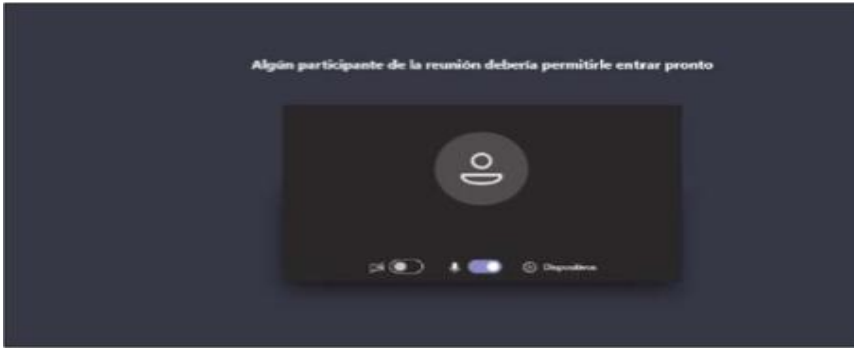 Algún participante de la reunión debería permitirle entrar pronto
Dispositivos